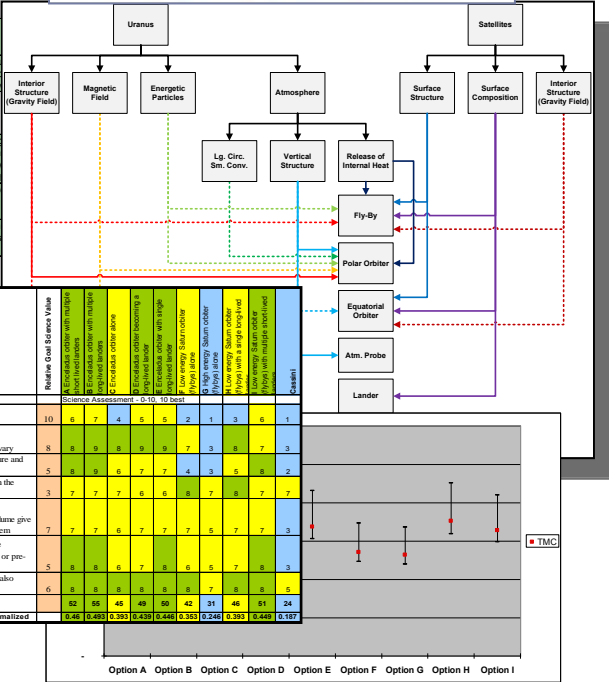 Uranus
Satellites
Interior
Structure
(Gravity Field)
Magnetic
Field
Energetic
Particles
Atmosphere
Surface
Structure
Surface
Composition
Interior
Structure
(Gravity Field)
Lg. Circ.
Sm. Conv.
Vertical
Structure
Release of
Internal Heat
Fly-By
Polar Orbiter
Equatorial
Orbiter
Atm. Probe
Lander
Relative Goal Science Value
A Enceladus orbiter with multiple
short lived landers
B Enceladus orbiter with multiple
long-lived landers
C Enceladus orbiter alone
D Enceladus orbiter becoming a
long-lived lander
E Enceladus orbiter with single
long-lived lander
F Low energy Saturn orbiter
(flybys) alone
G High energy Saturn orbiter
(flybys) alone
H Low energy Saturn orbiter
(flybys) with a single long-lived
I Low energy Saturn orbiter
(flybys) with multiple short-lived
landers
Cassini
Science Assessment - 0-10, 10 best
10 6 7 4 5 5 2 1 3 6 1
vary 8 8 9 8 9 9 7 3 8 7 3
ure and 5 8 9 6 7 7 4 3 5 8 2
the 3 7 7 7 6 6 8 7 8 7 7
lume give
em 7 7 7 6 7 7 7 5 7 7 3
or pre- 5 8 8 6 7 8 6 5 7 8 3
also 6 8 8 8 8 8 8 7 8 8 5
52 55 45 49 50 42 31 46 51 24
malized 0.46 0.493 0.393 0.439 0.446 0.353 0.246 0.393 0.449 0.187
TMC
-
Option A Option B Option C Option D Option E Option F Option G Option H Option I